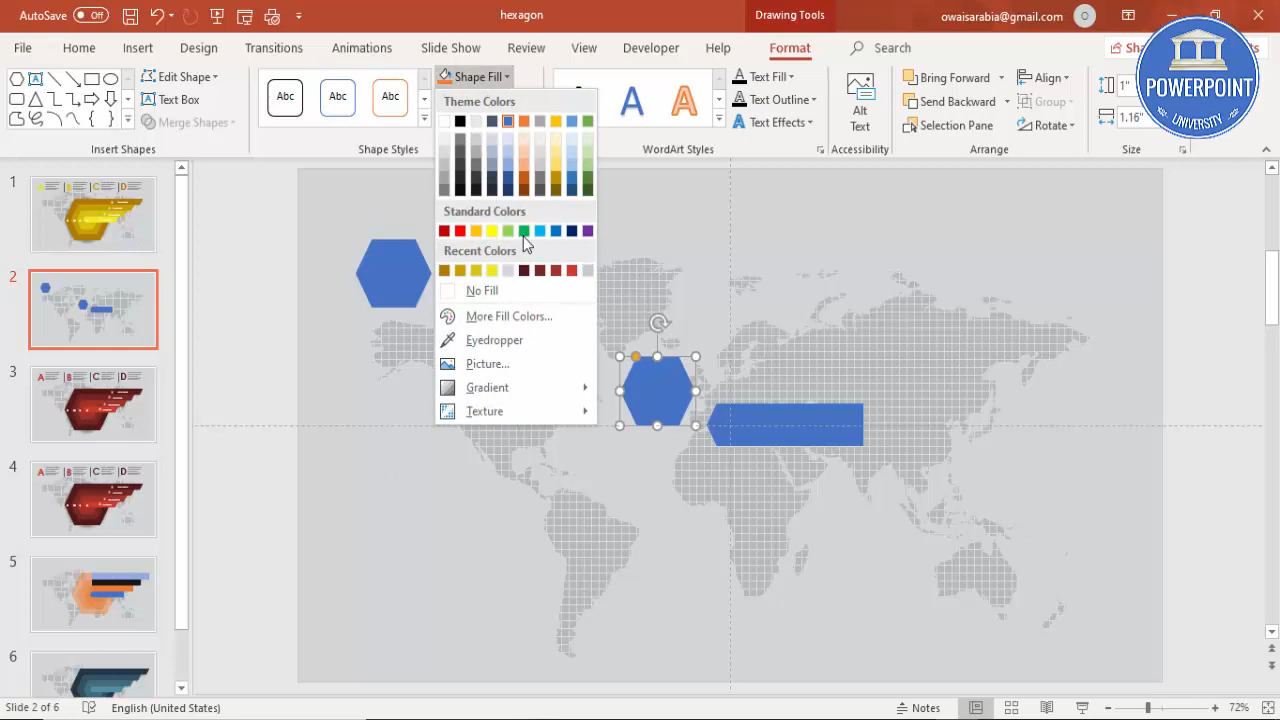 AutoSave Off
hexagon
Drawing Tools
owaisarabia@gmail.com
O
File Home Insert Design Transitions Animations Slide Show Review View Developer Help Format Search
Edit Shape
Text Box
Merge Shapes
Insert Shapes
Abc Abc Abc
Shape Fill
Shape Styles
A A
Text Fill
Text Outline
Text Effects
WordArt Styles
Alt
Text
Accessibility
Bring Forward
Send Backward
Selection Pane
Align
Group
Rotate
Arrange
1"
1.16"
Size
POWERPOINT
UNIVERSITY
Theme Colors
Standard Colors
Recent Colors
No Fill
More Fill Colors...
Eyedropper
Picture...
Gradient
Texture
1
A B C D
2
3
A B C D
4
A B C D
5
6
Slide 2 of 6
English (United States)
Notes
72%